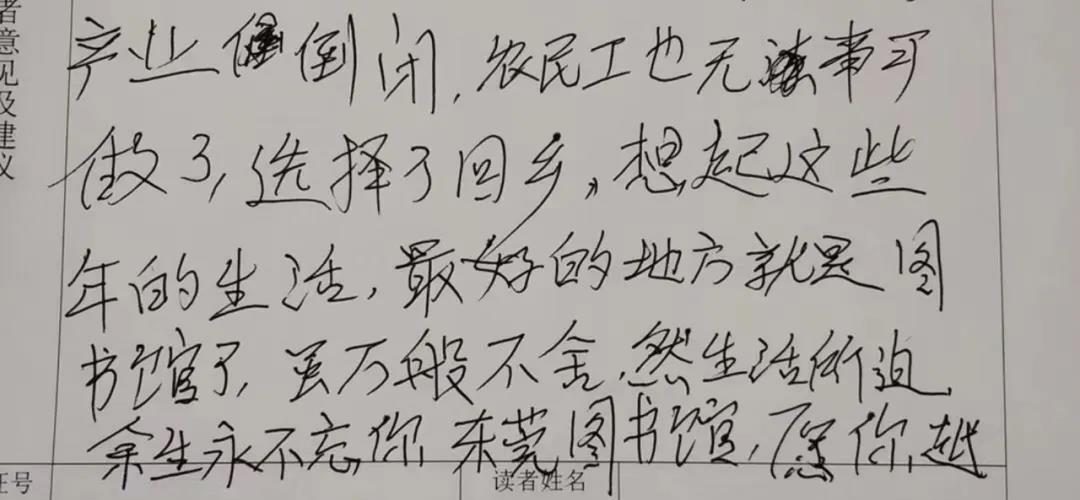 者意见及建议
产业倒闭,农民工也无事可
做了,选择了回乡,想起这些
年的生活,最好的地方就是图
书馆了,虽万般不舍,然生活所迫,
余生永不忘你,东莞图书馆,愿你越
证号
读者姓名